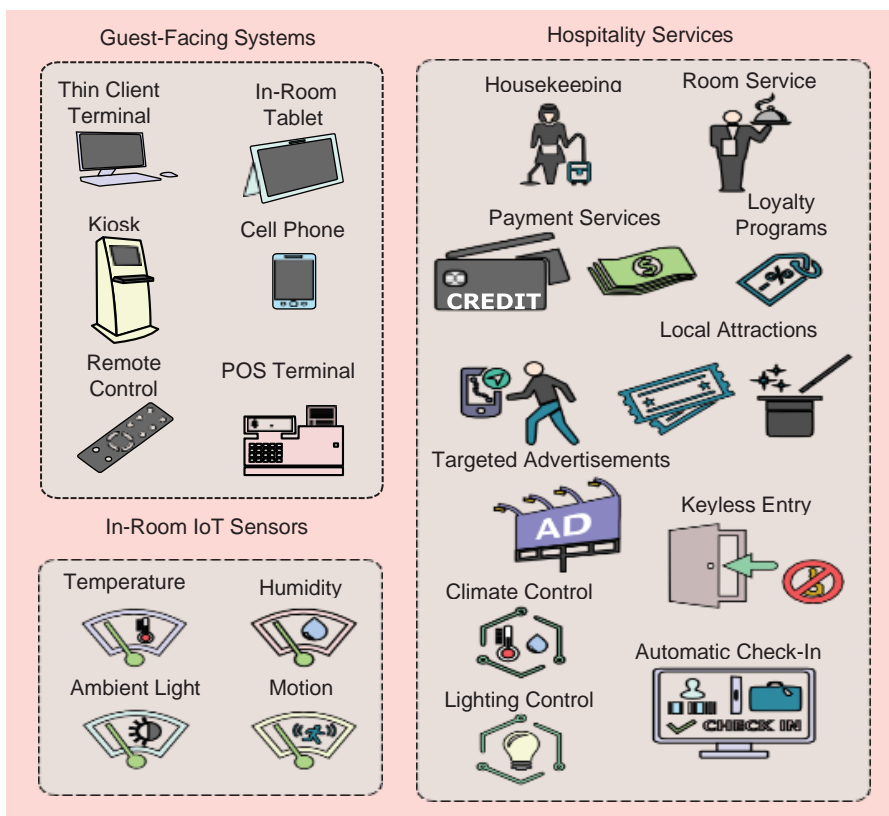 Guest-Facing Systems
Thin Client
Terminal
In-Room
Tablet
Kiosk
Cell Phone
Remote
Control
POS Terminal
In-Room IoT Sensors
Temperature
Humidity
Ambient Light
Motion
Hospitality Services
Housekeeping
Room Service
Payment Services
Loyalty
Programs
CREDIT
$
-%
Local Attractions
Targeted Advertisements
AD
Keyless Entry
Climate Control
Automatic Check-In
CHECK IN
Lighting Control